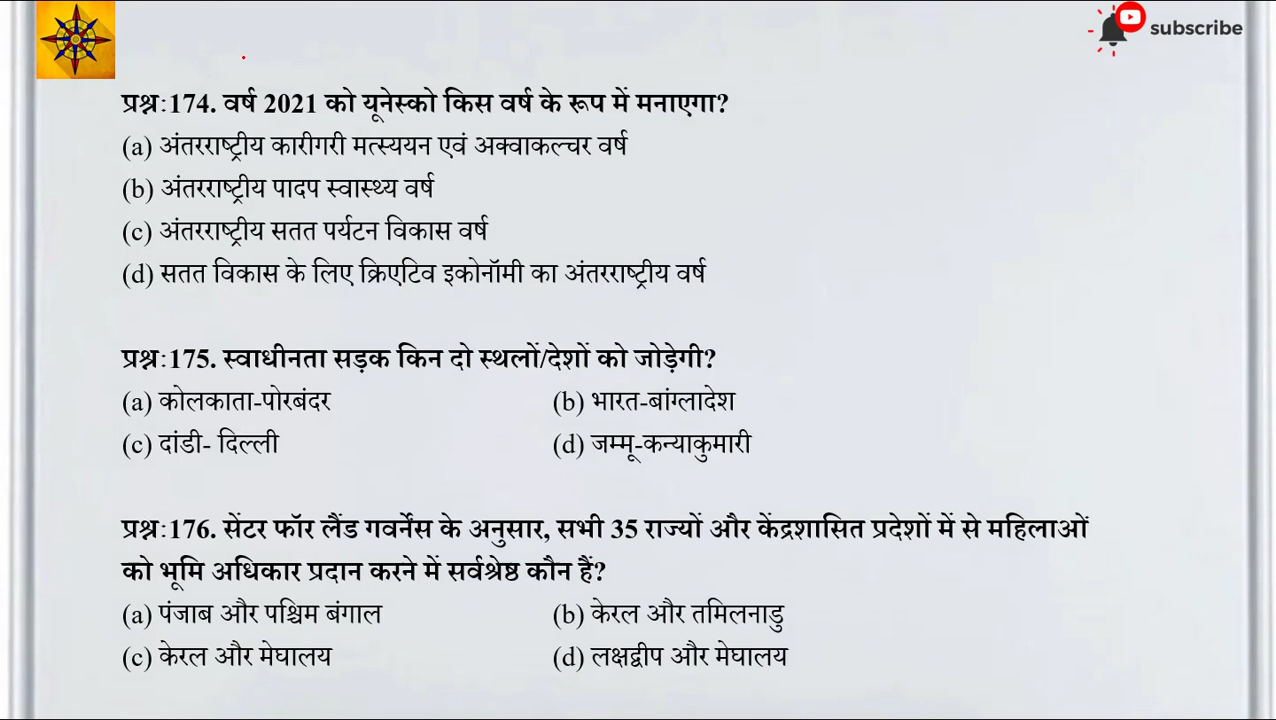 subscribe
प्रश्न:174. वर्ष 2021 को यूनेस्को किस वर्ष के रूप में मनाएगा?
(a) अंतरराष्ट्रीय कारीगरी मत्स्ययन एवं अक्वाकल्चर वर्ष
(b) अंतरराष्ट्रीय पादप स्वास्थ्य वर्ष
(c) अंतरराष्ट्रीय सतत पर्यटन विकास वर्ष
(d) सतत विकास के लिए क्रिएटिव इकोनॉमी का अंतरराष्ट्रीय वर्ष
प्रश्न:175. स्वाधीनता सड़क किन दो स्थलों/देशों को जोड़ेगी?
(a) कोलकाता-पोरबंदर (b) भारत-बांग्लादेश
(c) दांडी- दिल्ली (d) जम्मू-कन्याकुमारी
प्रश्न:176. सेंटर फॉर लैंड गवर्नेंस के अनुसार, सभी 35 राज्यों और केंद्रशासित प्रदेशों में से महिलाओं
को भूमि अधिकार प्रदान करने में सर्वश्रेष्ठ कौन हैं?
(a) पंजाब और पश्चिम बंगाल (b) केरल और तमिलनाडु
(c) केरल और मेघालय (d) लक्षद्वीप और मेघालय